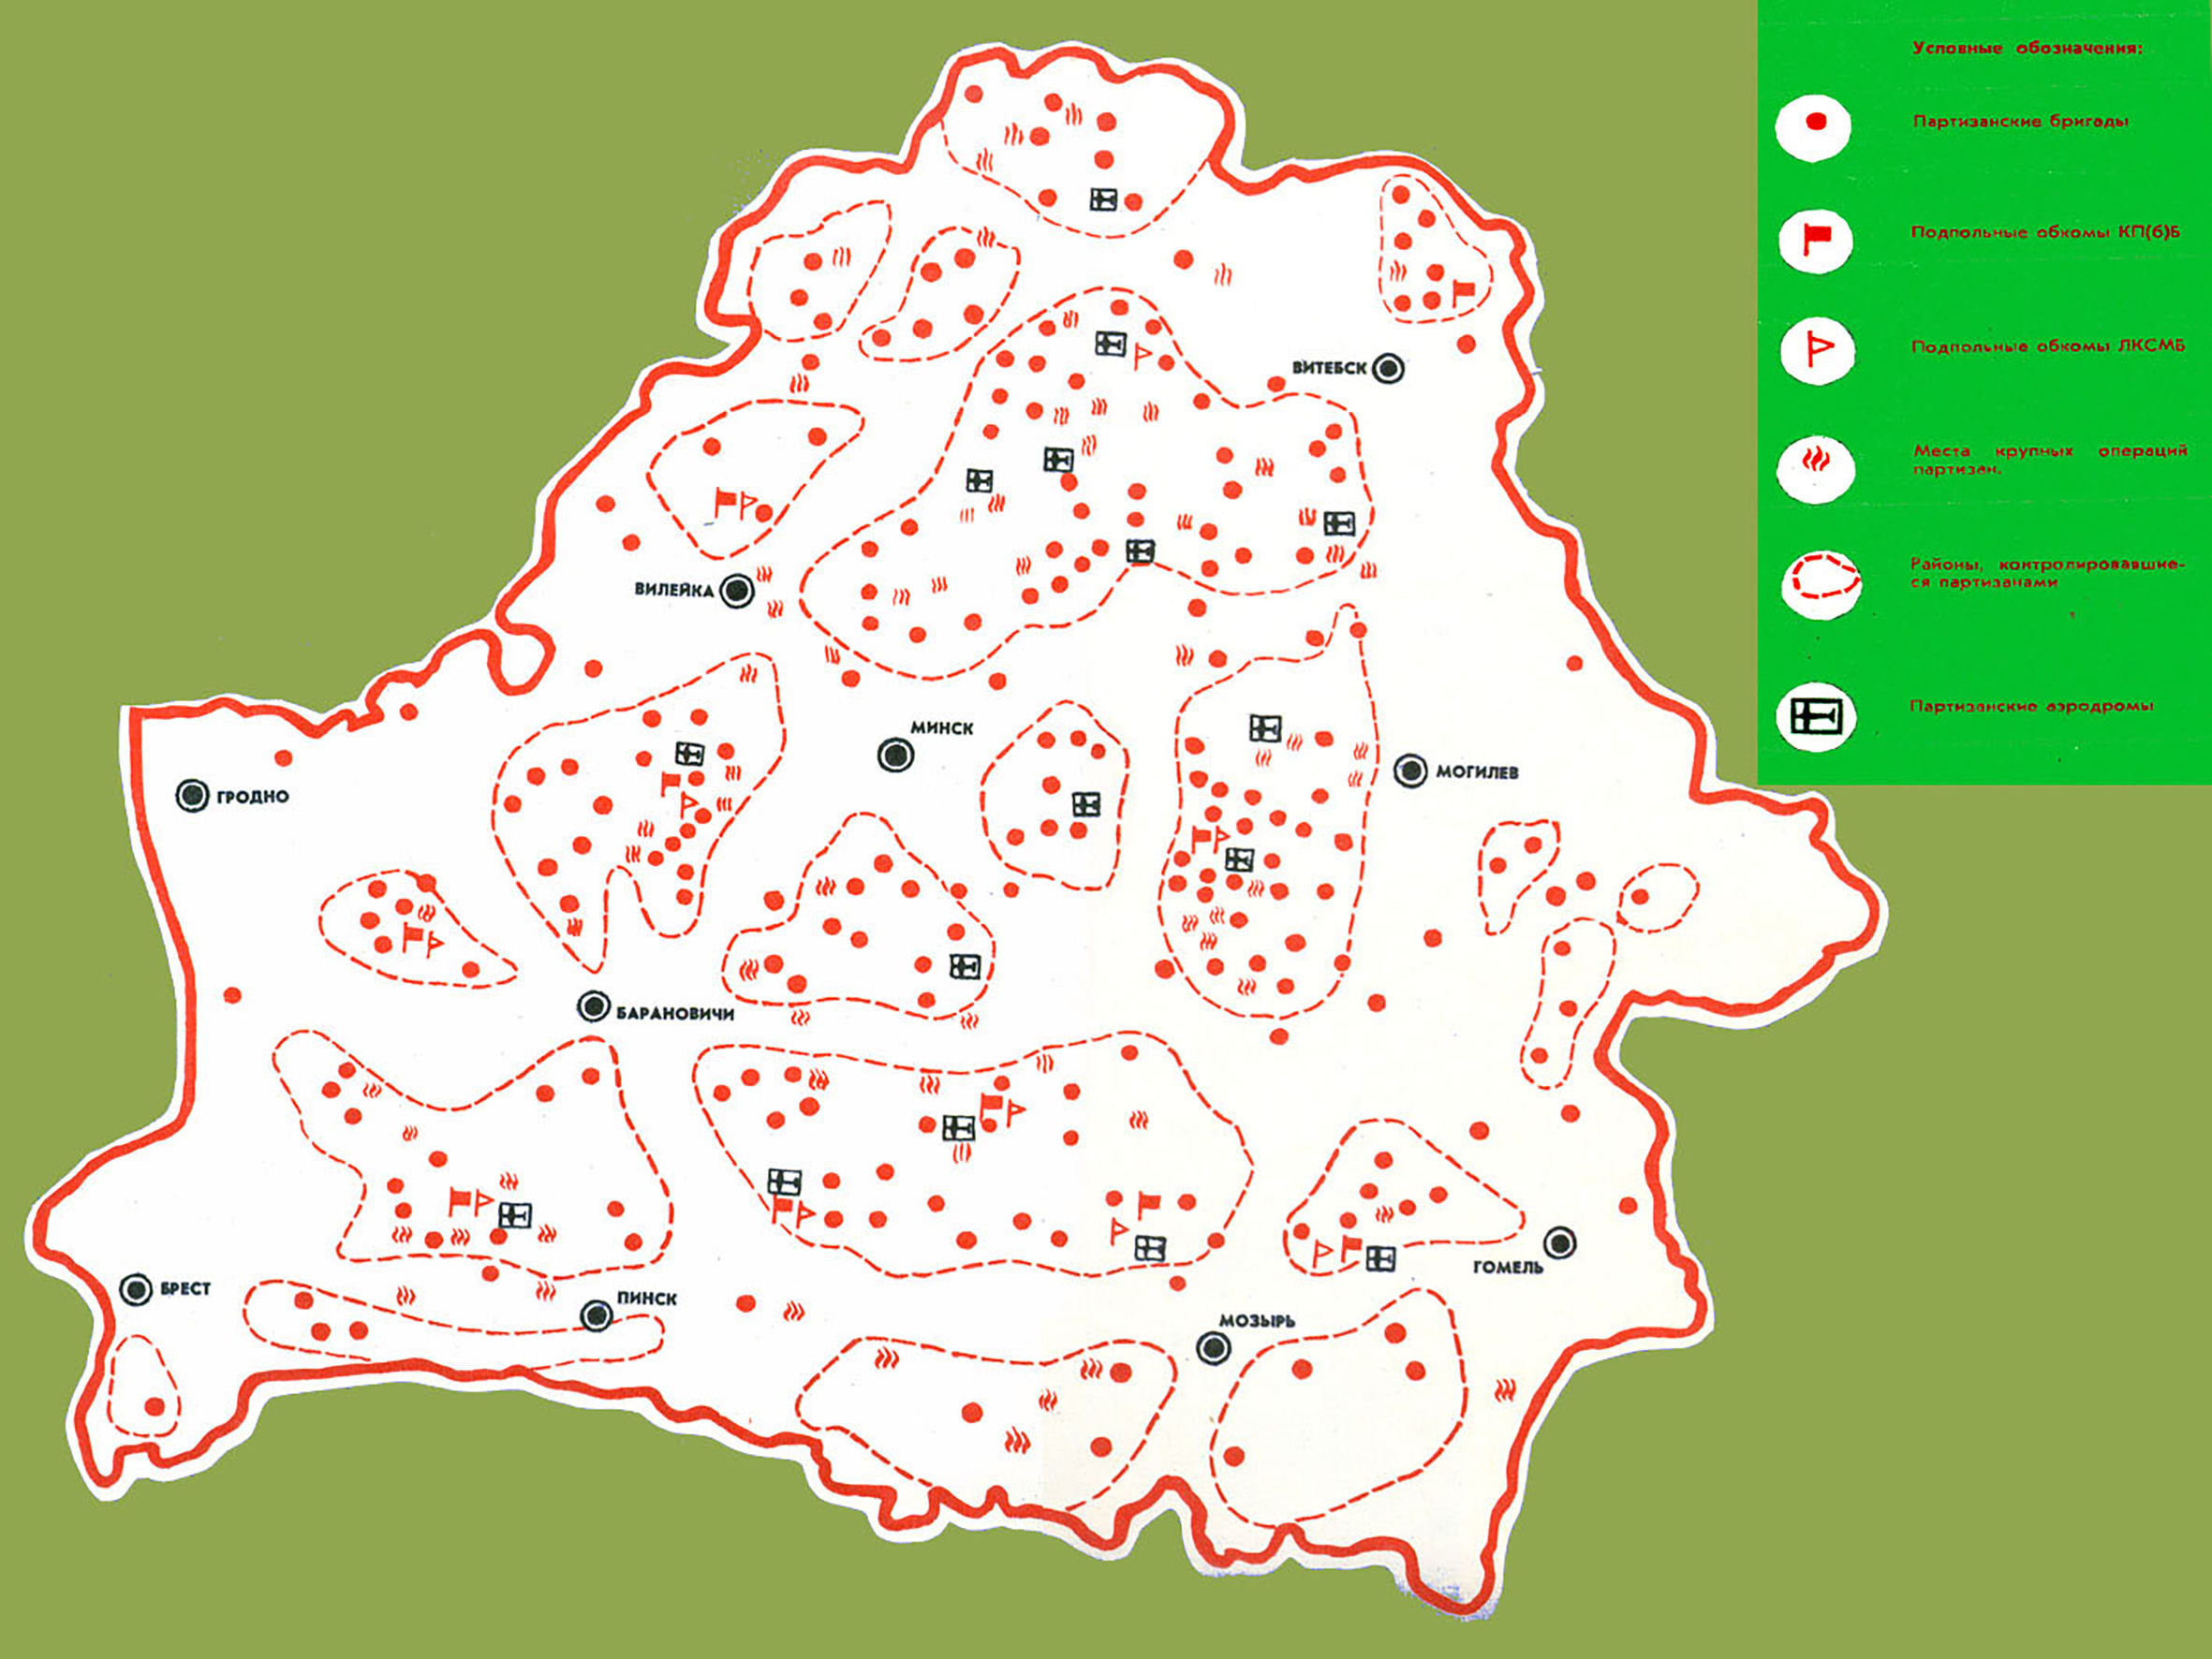 Условные обозначения:
Партизанские бригады
Подпольные обкомы КП(б)Б
Подпольные обкомы ЛКСМБ
Места крупных операций
партизан.
Районы, контролировавшие-
ся партизанами
Партизанские аэродромы
ВИТЕБСК
ВИЛЕЙКА
МИНСК
МОГИЛЕВ
ГРОДНО
БАРАНОВИЧИ
ГОМЕЛЬ
БРЕСТ
ПИНСК
МОЗЫРЬ